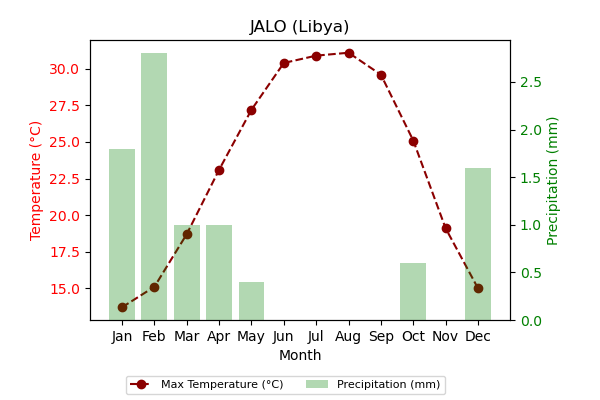 JALO (Libya)
30.0
27.5
25.0
22.5
20.0
17.5
15.0
Temperature (°C)
2.5
2.0
1.5
1.0
0.5
0.0
Precipitation (mm)
Jan Feb Mar Apr May Jun Jul Aug Sep Oct Nov Dec
Month
Max Temperature (°C) Precipitation (mm)